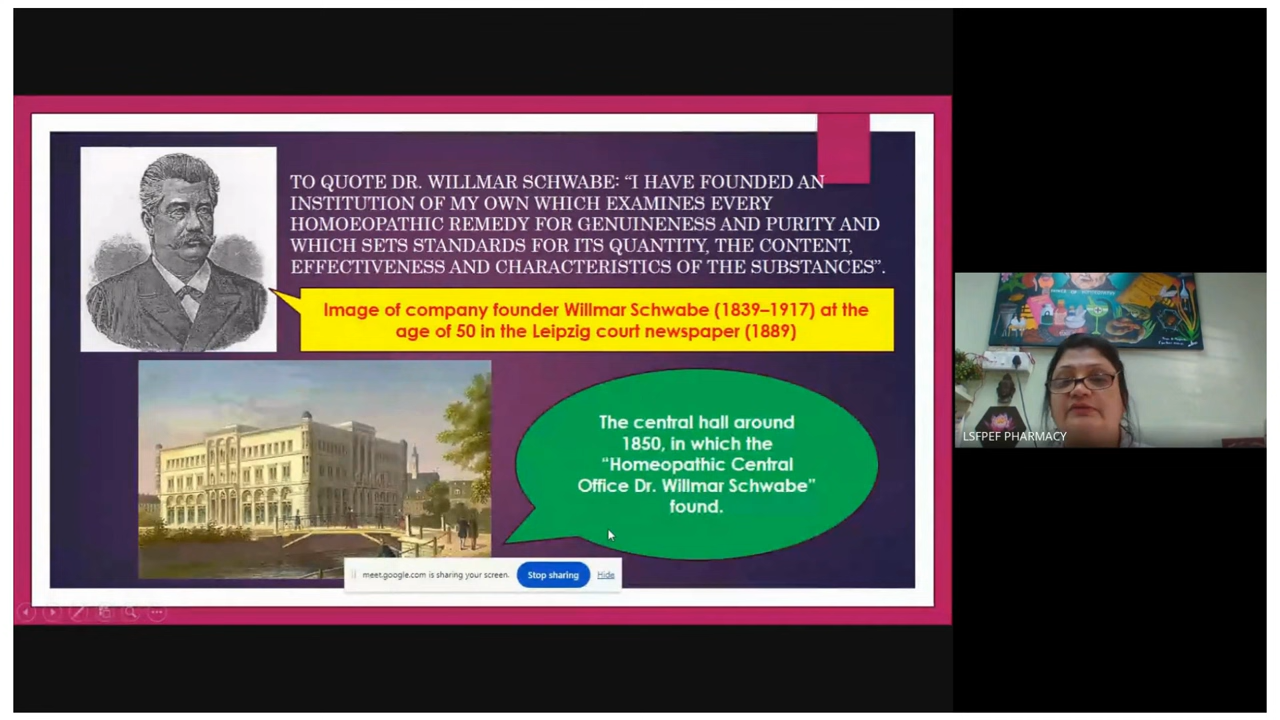 TO QUOTE DR. WILLMAR SCHWABE: “I HAVE FOUNDED AN
INSTITUTION OF MY OWN WHICH EXAMINES EVERY
HOMOEOPATHIC REMEDY FOR GENUINENESS AND PURITY AND
WHICH SETS STANDARDS FOR ITS QUANTITY, THE CONTENT,
EFFECTIVENESS AND CHARACTERISTICS OF THE SUBSTANCES”.
Image of company founder Willmar Schwabe (1839–1917) at the
age of 50 in the Leipzig court newspaper (1889)
The central hall around
1850, in which the
“Homeopathic Central
Office Dr. Willmar Schwabe”
found.
meet.google.com is sharing your screen.
Stop sharing
Hide
LSFPEF PHARMACY